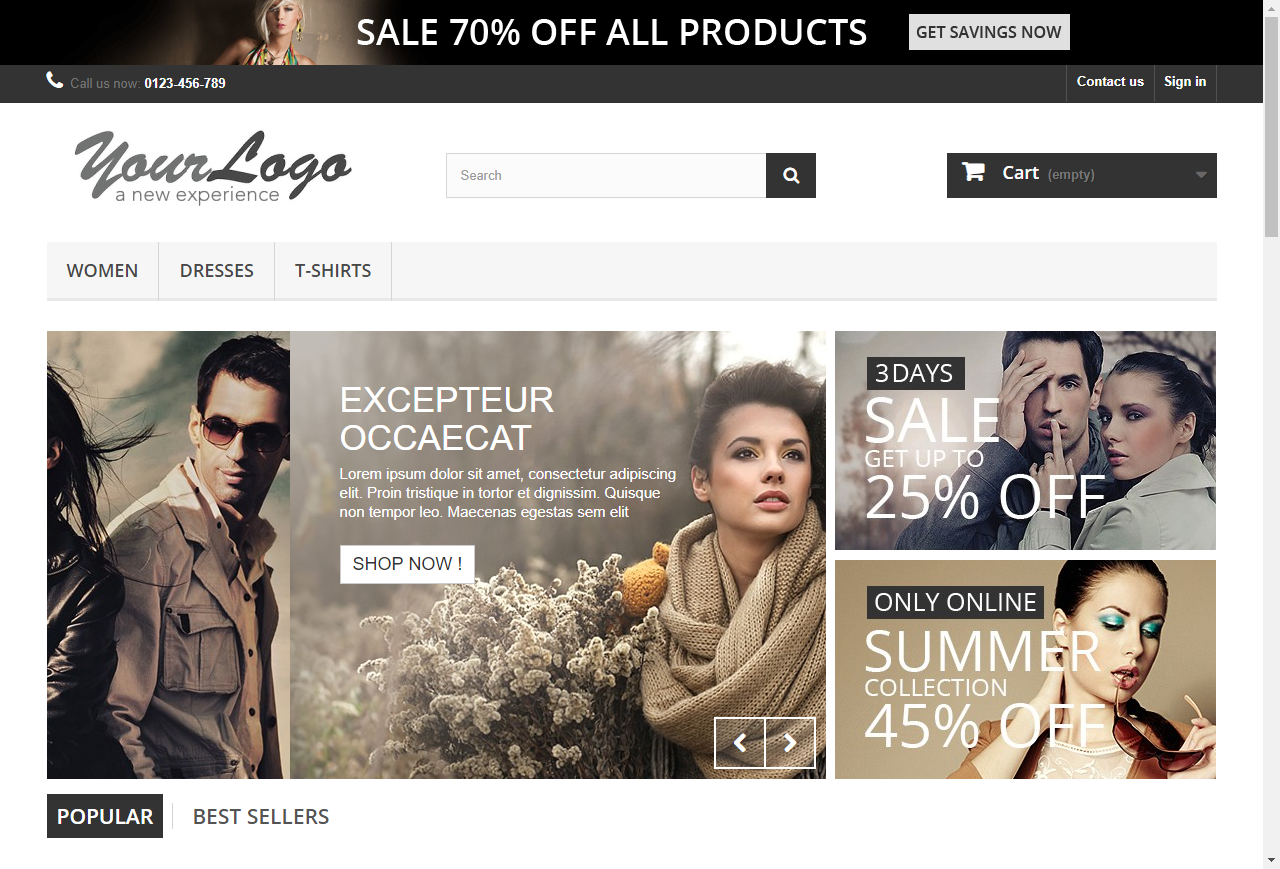 SALE 70% OFF ALL PRODUCTS
GET SAVINGS NOW
Call us now: 0123-456-789
Contact us
Sign in
YourLogo
a new experience
Search
Cart (empty)
WOMEN
DRESSES
T-SHIRTS
EXCEPTEUR
OCCAECAT
Lorem ipsum dolor sit amet, consectetur adipiscing
elit. Proin tristique in tortor et dignissim. Quisque
non tempor leo. Maecenas egestas sem elit
SHOP NOW !
3 DAYS
SALE
GET UP TO
25% OFF
ONLY ONLINE
SUMMER
COLLECTION
45% OFF
POPULAR
BEST SELLERS